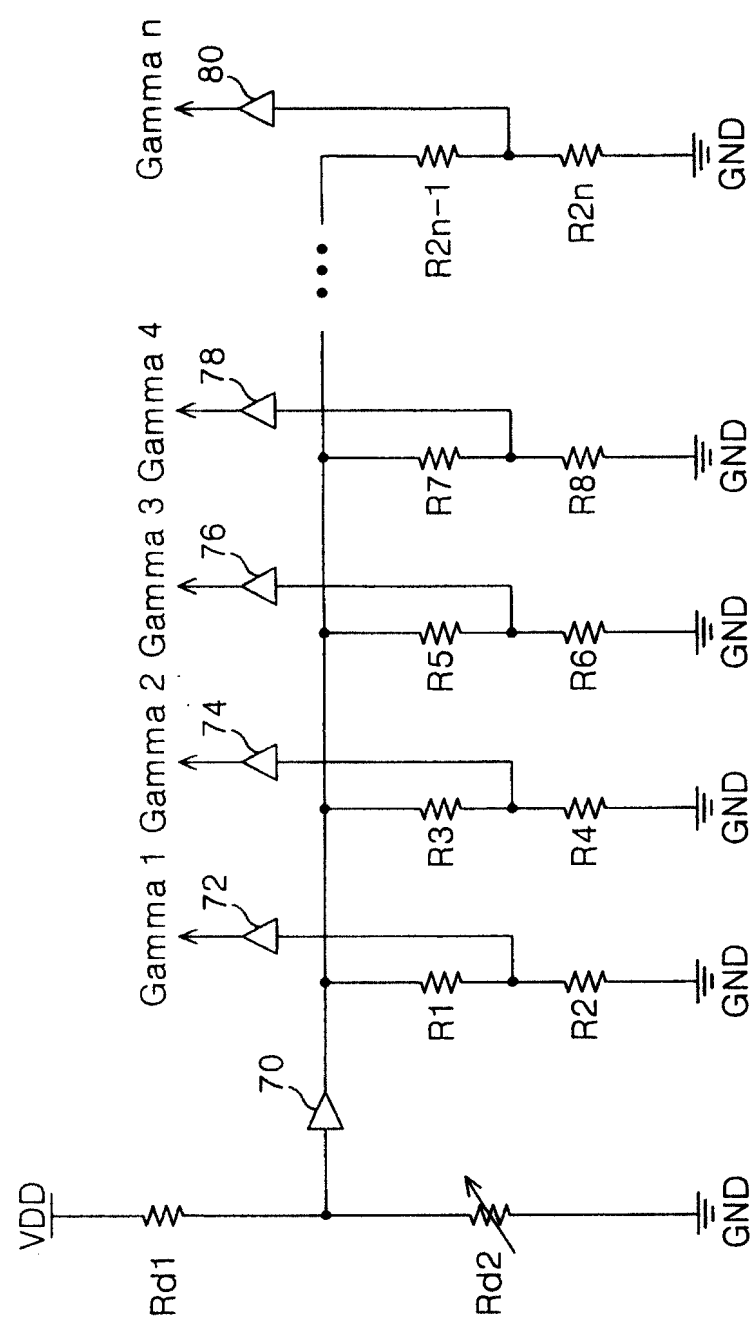 VDD
Rd1
Rd2
GND
70
Gamma 1
72
R1
R2
GND
Gamma 2
74
R3
R4
GND
Gamma 3
76
R5
R6
GND
Gamma 4
78
R7
R8
GND
Gamma n
80
R2n-1
R2n
GND